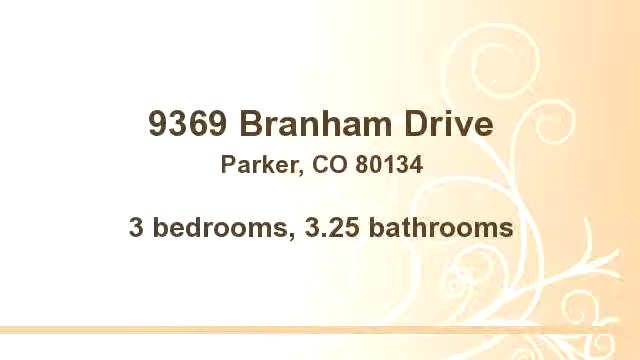 9369 Branham Drive
Parker, CO 80134
3 bedrooms, 3.25 bathrooms